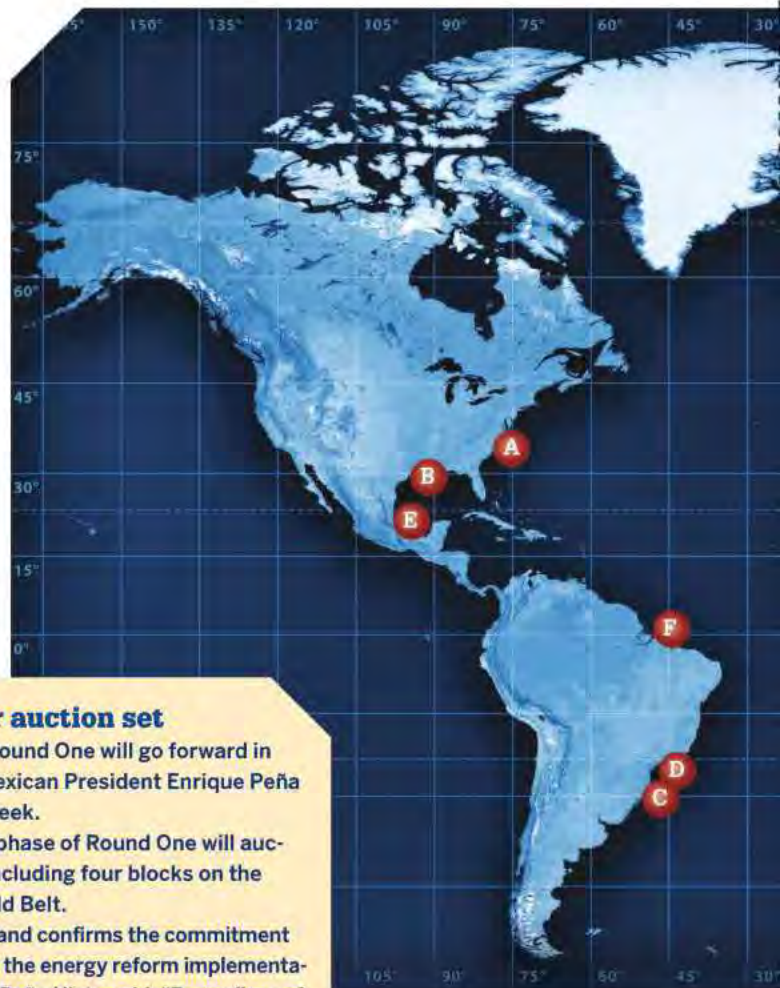 150° 135° 120° 105° 90° 75° 60° 45° 30°
75°
60°
45°
30°
15°
0°
A
B
E
F
D
C
auction set
ound One will go forward in
exican President Enrique Peña
eek.
phase of Round One will auc-
cluding four blocks on the
ld Belt.
and confirms the commitment
the energy reform implementa-
105° 90° 75° 60° 45° 30°